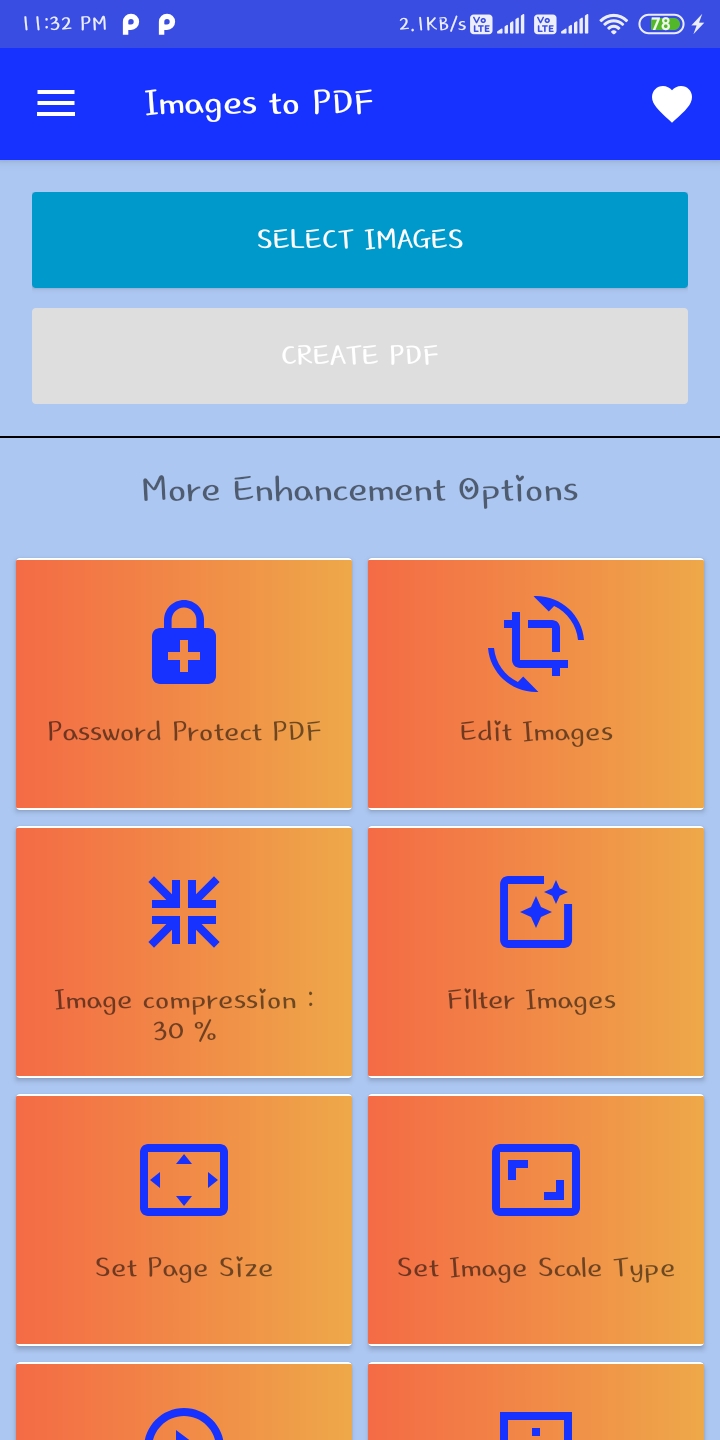 11:32 PM 2.1KB/s Vo LTE Vo LTE 78
Images to PDF
SELECT IMAGES
CREATE PDF
More Enhancement Options
Password Protect PDF
Edit Images
Image compression :
30 %
Filter Images
Set Page Size
Set Image Scale Type